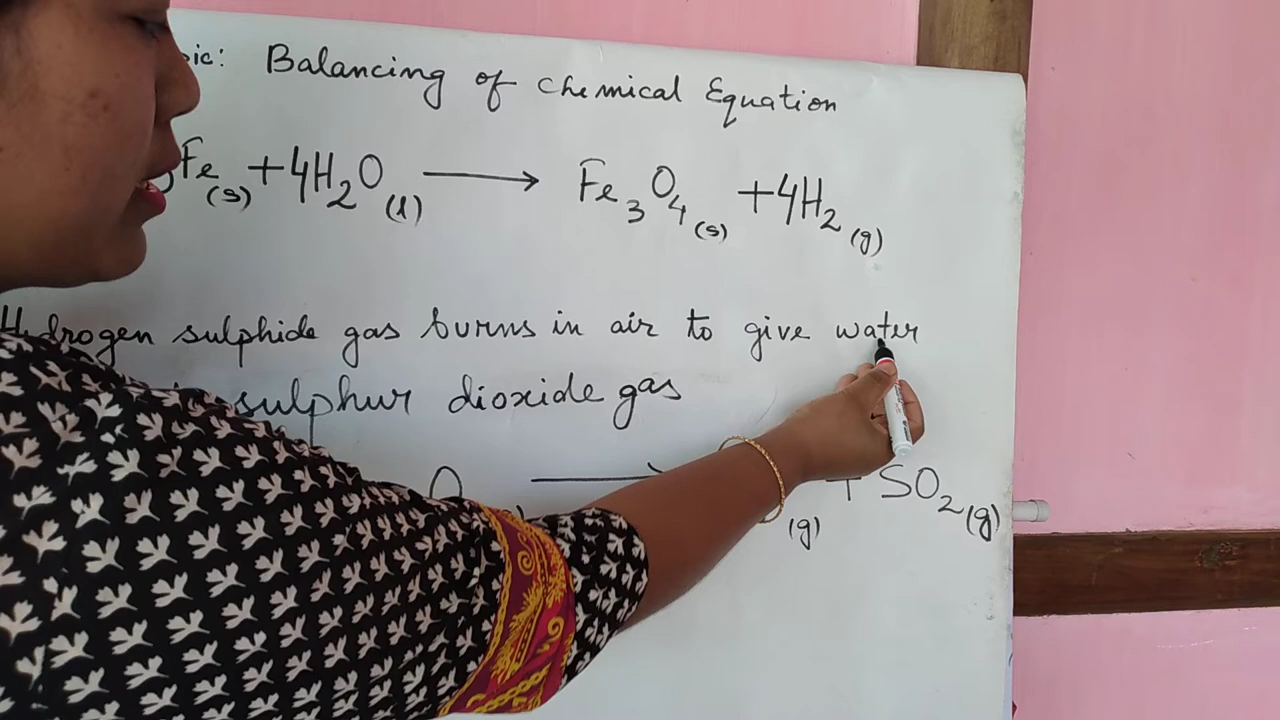 Balancing of Chemical Equation
Fe(s) + 4H2O(l) → Fe3O4(s) + 4H2(g)
Hydrogen sulphide gas burns in air to give water
sulphur dioxide gas
O → (g) + SO2(g)